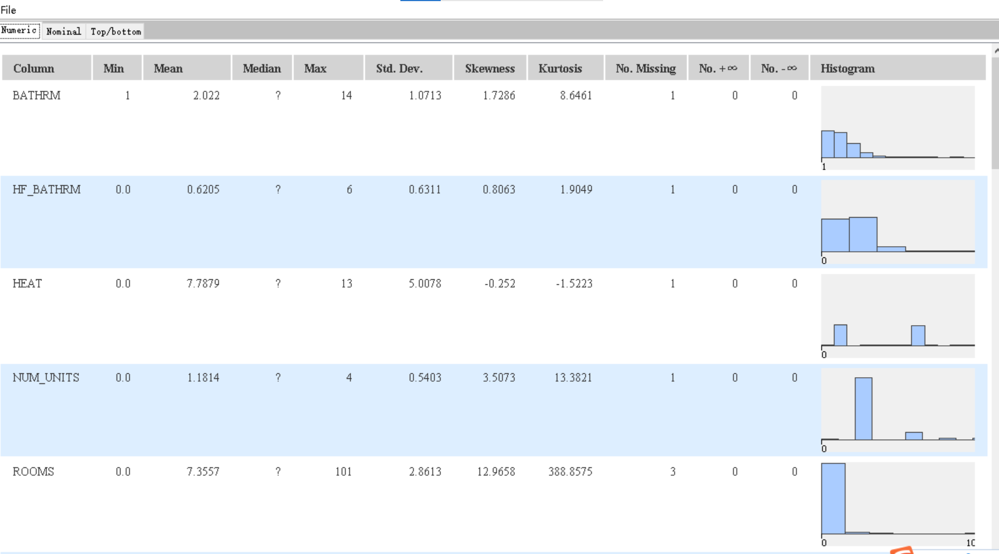 File
Numeric Nominal Top/bottom
Column Min Mean Median Max Std. Dev. Skewness Kurtosis No. Missing No. +∞ No. -∞ Histogram
BATHRM 1 2.022 ? 14 1.0713 1.7286 8.6461 1 0 0
1
HF_BATHRM 0.0 0.6205 ? 6 0.6311 0.8063 1.9049 1 0 0
0
HEAT 0.0 7.7879 ? 13 5.0078 -0.252 -1.5223 1 0 0
0
NUM_UNITS 0.0 1.1814 ? 4 0.5403 3.5073 13.3821 1 0 0
0
ROOMS 0.0 7.3557 ? 101 2.8613 12.9658 388.8575 3 0 0
0